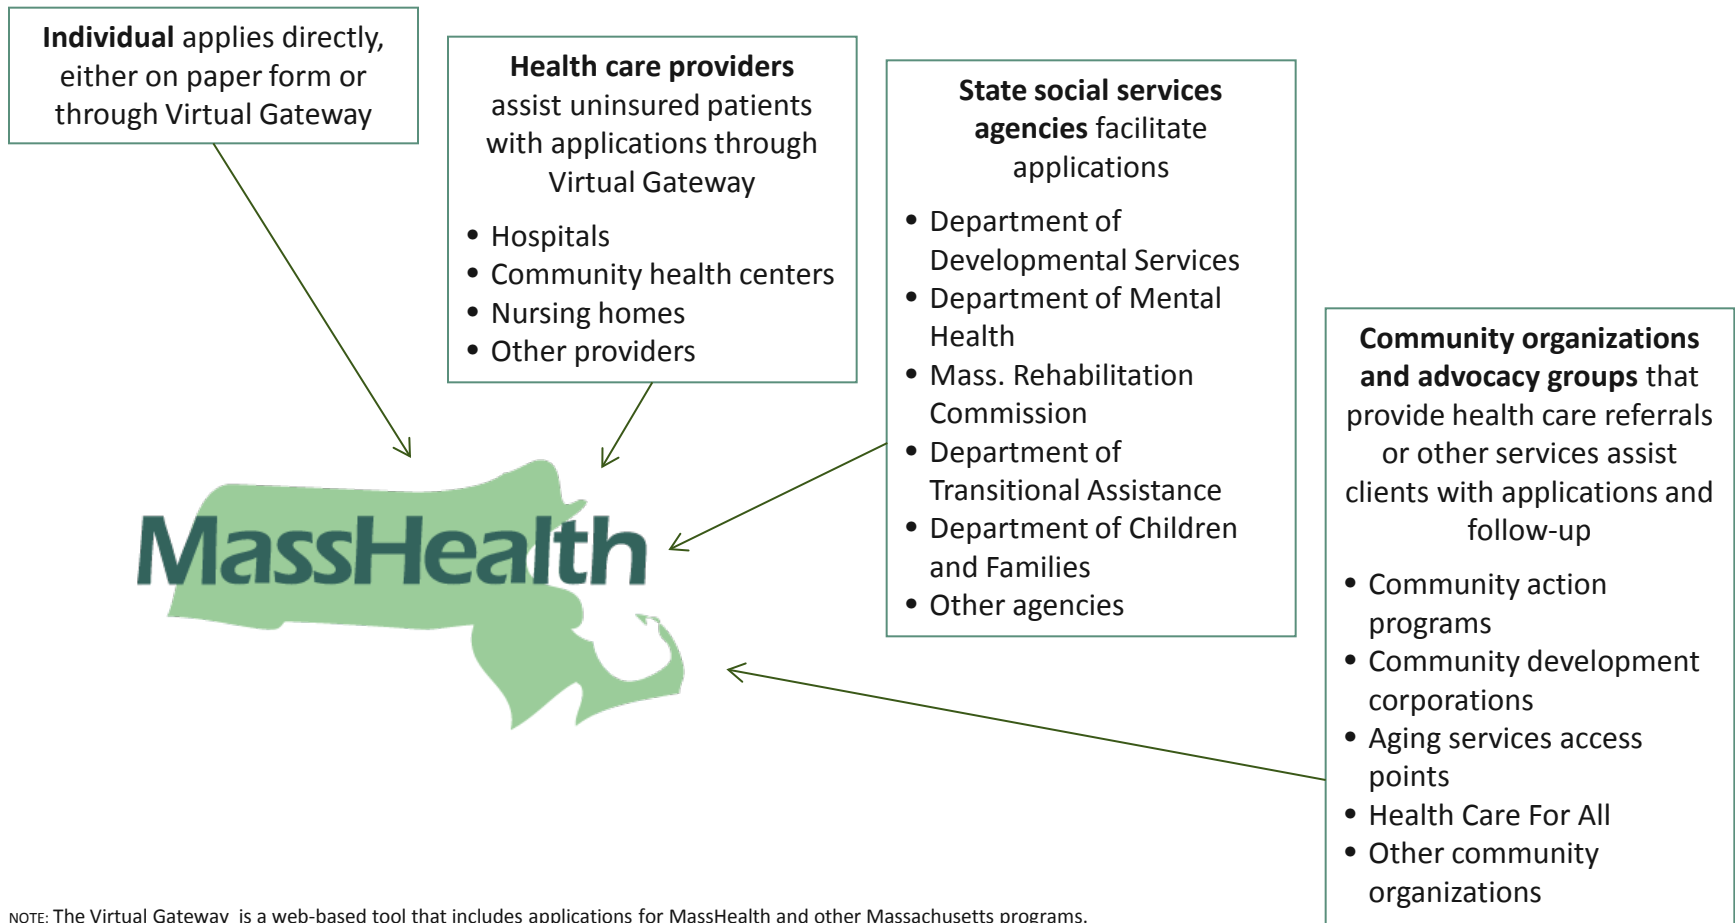 Individual applies directly,
either on paper form or
through Virtual Gateway
Health care providers
assist uninsured patients
with applications through
Virtual Gateway
• Hospitals
• Community health centers
• Nursing homes
• Other providers
State social services
agencies facilitate
applications
• Department of
Developmental Services
• Department of Mental
Health
• Mass. Rehabilitation
Commission
• Department of
Transitional Assistance
• Department of Children
and Families
• Other agencies
Community organizations
and advocacy groups that
provide health care referrals
or other services assist
clients with applications and
follow-up
• Community action
programs
• Community development
corporations
• Aging services access
points
• Health Care For All
• Other community
organizations
MassHealth
NOTE: The Virtual Gateway is a web-based tool that includes applications for MassHealth and other Massachusetts programs.